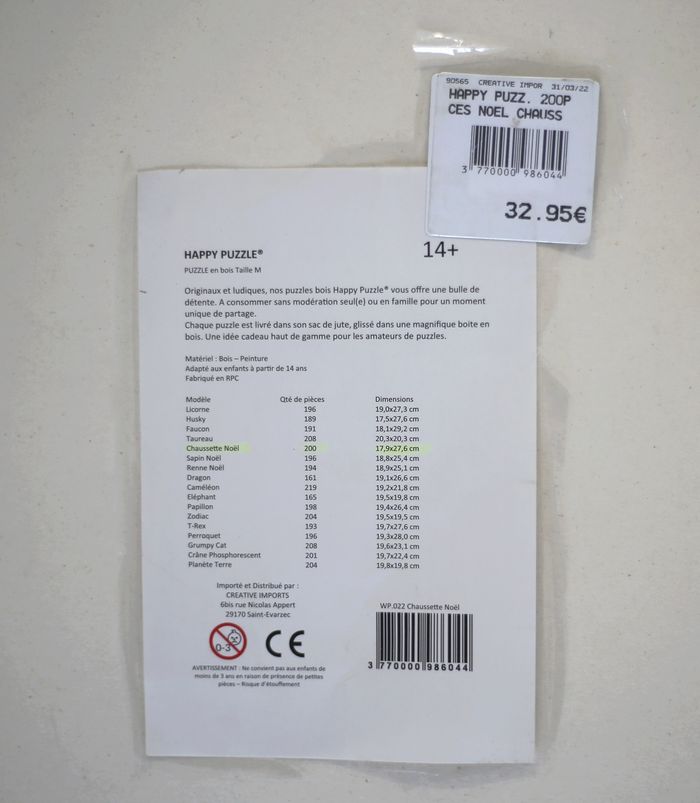 90565 CREATIVE IMPOR 31/03/22
HAPPY PUZZ. 200P
CES NOEL CHAUSS
3 770000 986044
32.95€
HAPPY PUZZLE® 14+
PUZZLE en bois Taille M
Originaux et ludiques, nos puzzles bois Happy Puzzle® vous offre une bulle de
détente. A consommer sans modération seul(e) ou en famille pour un moment
unique de partage.
Chaque puzzle est livré dans son sac de jute, glissé dans une magnifique boite en
bois. Une idée cadeau haut de gamme pour les amateurs de puzzles.
Matériel : Bois – Peinture
Adapté aux enfants à partir de 14 ans
Fabriqué en RPC
Modèle Qté de pièces Dimensions
Licorne 196 19,0x27,3 cm
Husky 189 17,5x27,6 cm
Faucon 191 18,1x29,2 cm
Taureau 208 20,3x20,3 cm
Chaussette Noël 200 17,9x27,6 cm
Sapin Noël 196 18,8x25,4 cm
Renne Noël 194 18,9x25,1 cm
Dragon 161 19,1x26,6 cm
Caméléon 219 19,2x21,8 cm
Eléphant 165 19,5x19,8 cm
Papillon 198 19,4x26,4 cm
Zodiac 204 19,5x19,5 cm
T-Rex 193 19,7x27,6 cm
Perroquet 196 19,3x28,0 cm
Grumpy Cat 208 19,6x23,1 cm
Crâne Phosphorescent 201 19,7x22,4 cm
Planète Terre 204 19,8x19,8 cm
Importé et Distribué par :
CREATIVE IMPORTS
6bis rue Nicolas Appert
29170 Saint-Evarzec
WP.022 Chaussette Noël
0-3 CE
3 770000 986044
AVERTISSEMENT : Ne convient pas aux enfants de
moins de 3 ans en raison de présence de petites
pièces – Risque d'étouffement